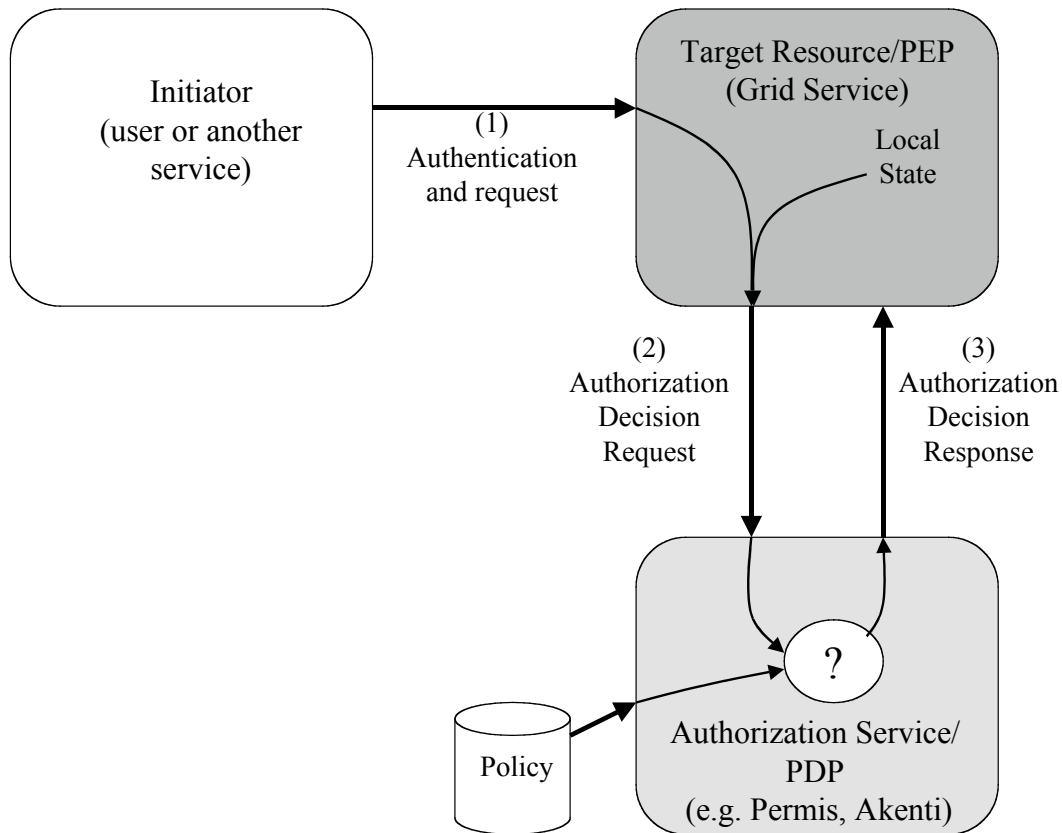 Initiator
(user or another
service)
(1)
Authentication
and request
Target Resource/PEP
(Grid Service)
Local
State
(2)
Authorization
Decision
Request
(3)
Authorization
Decision
Response
?
Policy
Authorization Service/
PDP
(e.g. Permis, Akenti)